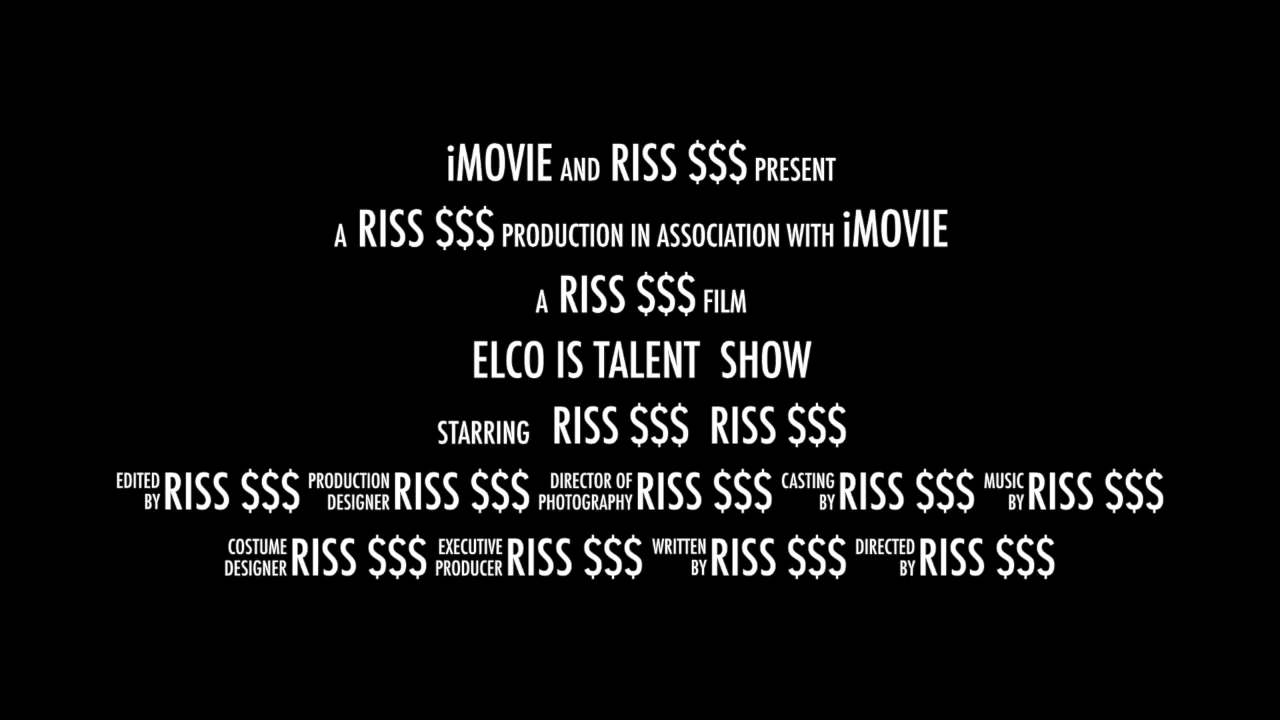 iMOVIE AND RISS $$$ PRESENT
A RISS $$$ PRODUCTION IN ASSOCIATION WITH iMOVIE
A RISS $$$ FILM
ELCO IS TALENT SHOW
STARRING RISS $$$ RISS $$$
EDITED BY RISS $$$ PRODUCTION DESIGNER RISS $$$ DIRECTOR OF PHOTOGRAPHY RISS $$$ CASTING BY RISS $$$ MUSIC BY RISS $$$
COSTUME DESIGNER RISS $$$ EXECUTIVE PRODUCER RISS $$$ WRITTEN BY RISS $$$ DIRECTED BY RISS $$$